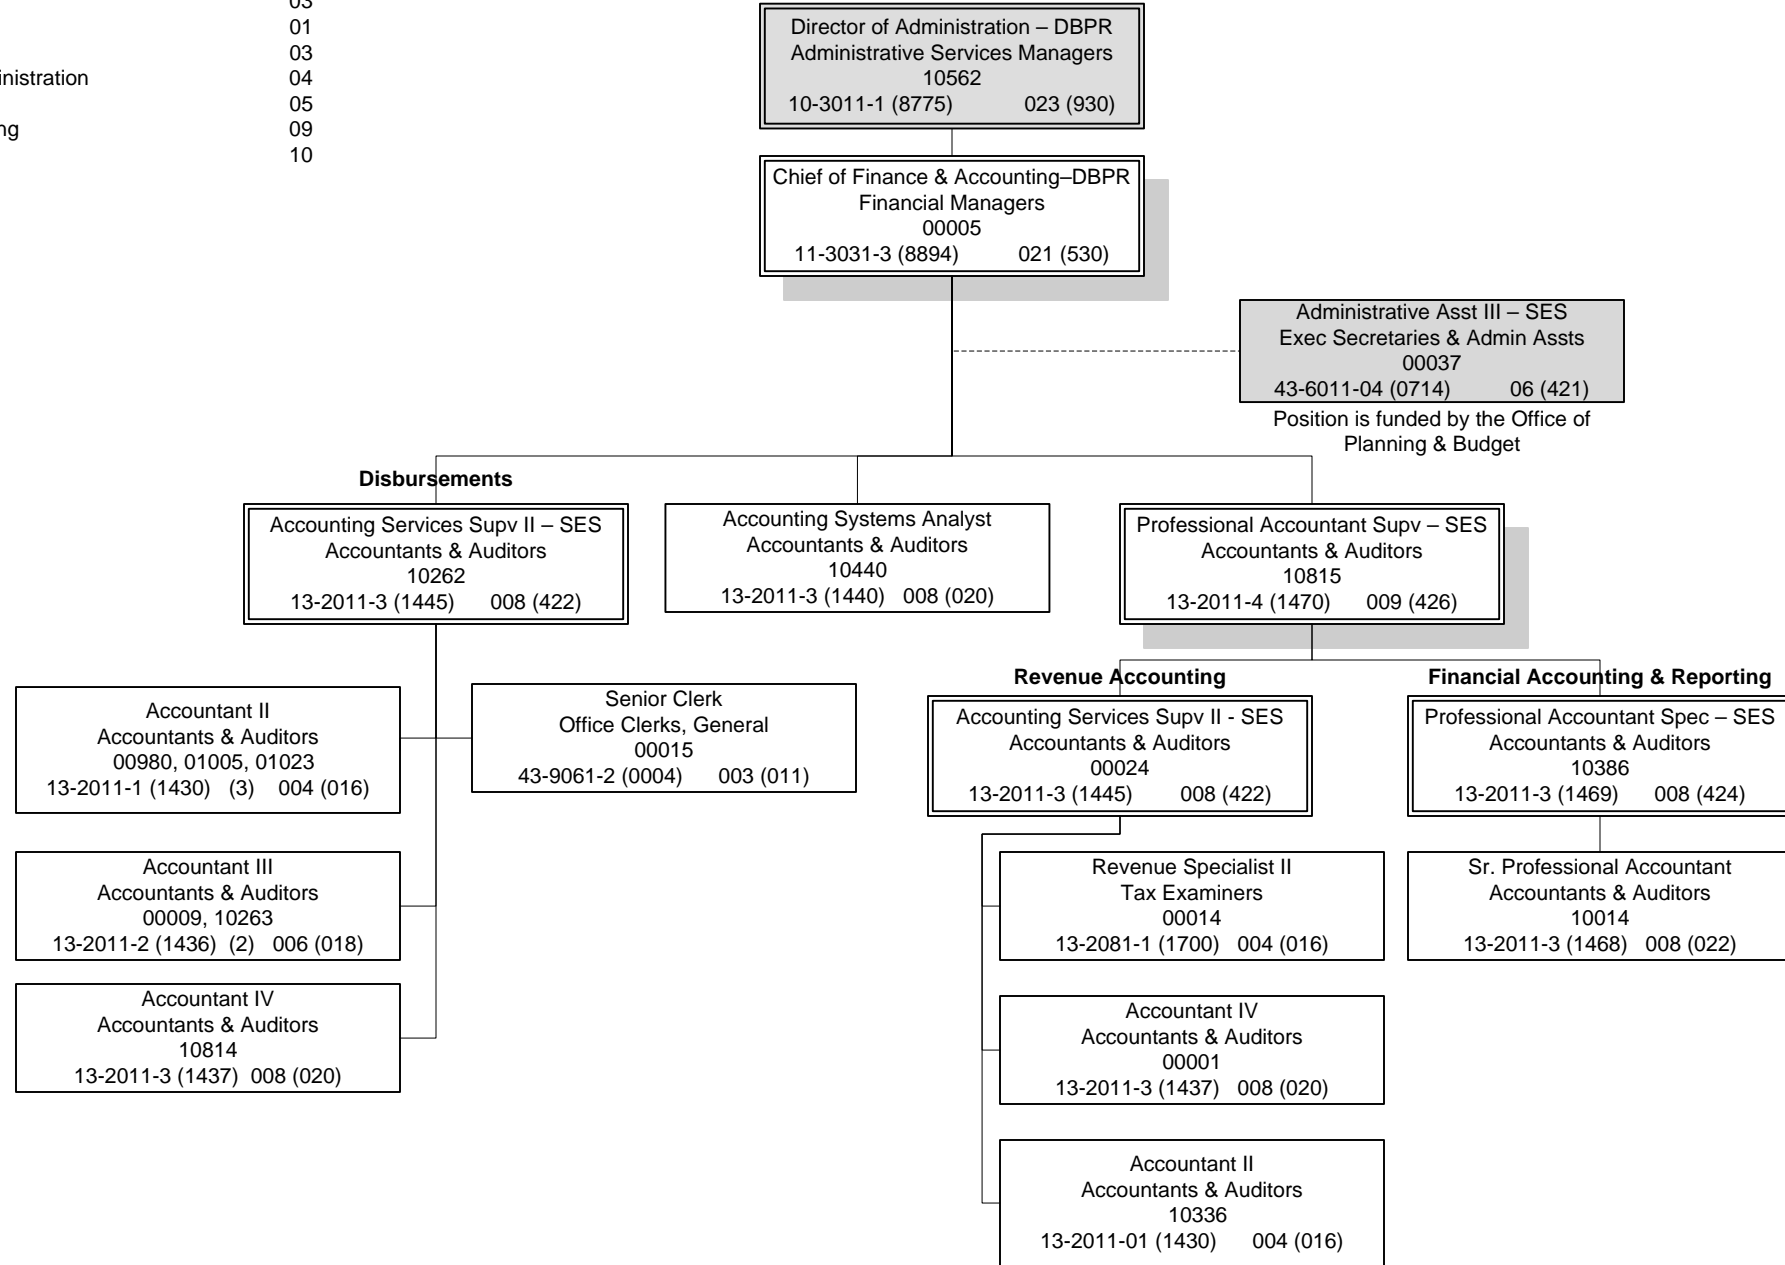 03
01
03
inistration
04
05
ng
09
10
Director of Administration – DBPR
Administrative Services Managers
10562
10-3011-1 (8775) 023 (930)
Chief of Finance & Accounting–DBPR
Financial Managers
00005
11-3031-3 (8894) 021 (530)
Administrative Asst III – SES
Exec Secretaries & Admin Assts
00037
43-6011-04 (0714) 06 (421)
Position is funded by the Office of
Planning & Budget
Disbursements
Accounting Services Supv II – SES
Accountants & Auditors
10262
13-2011-3 (1445) 008 (422)
Accounting Systems Analyst
Accountants & Auditors
10440
13-2011-3 (1440) 008 (020)
Professional Accountant Supv – SES
Accountants & Auditors
10815
13-2011-4 (1470) 009 (426)
Accountant II
Accountants & Auditors
00980, 01005, 01023
13-2011-1 (1430) (3) 004 (016)
Senior Clerk
Office Clerks, General
00015
43-9061-2 (0004) 003 (011)
Accountant III
Accountants & Auditors
00009, 10263
13-2011-2 (1436) (2) 006 (018)
Accountant IV
Accountants & Auditors
10814
13-2011-3 (1437) 008 (020)
Revenue Accounting
Accounting Services Supv II - SES
Accountants & Auditors
00024
13-2011-3 (1445) 008 (422)
Revenue Specialist II
Tax Examiners
00014
13-2081-1 (1700) 004 (016)
Accountant IV
Accountants & Auditors
00001
13-2011-3 (1437) 008 (020)
Accountant II
Accountants & Auditors
10336
13-2011-01 (1430) 004 (016)
Financial Accounting & Reporting
Professional Accountant Spec – SES
Accountants & Auditors
10386
13-2011-3 (1469) 008 (424)
Sr. Professional Accountant
Accountants & Auditors
10014
13-2011-3 (1468) 008 (022)